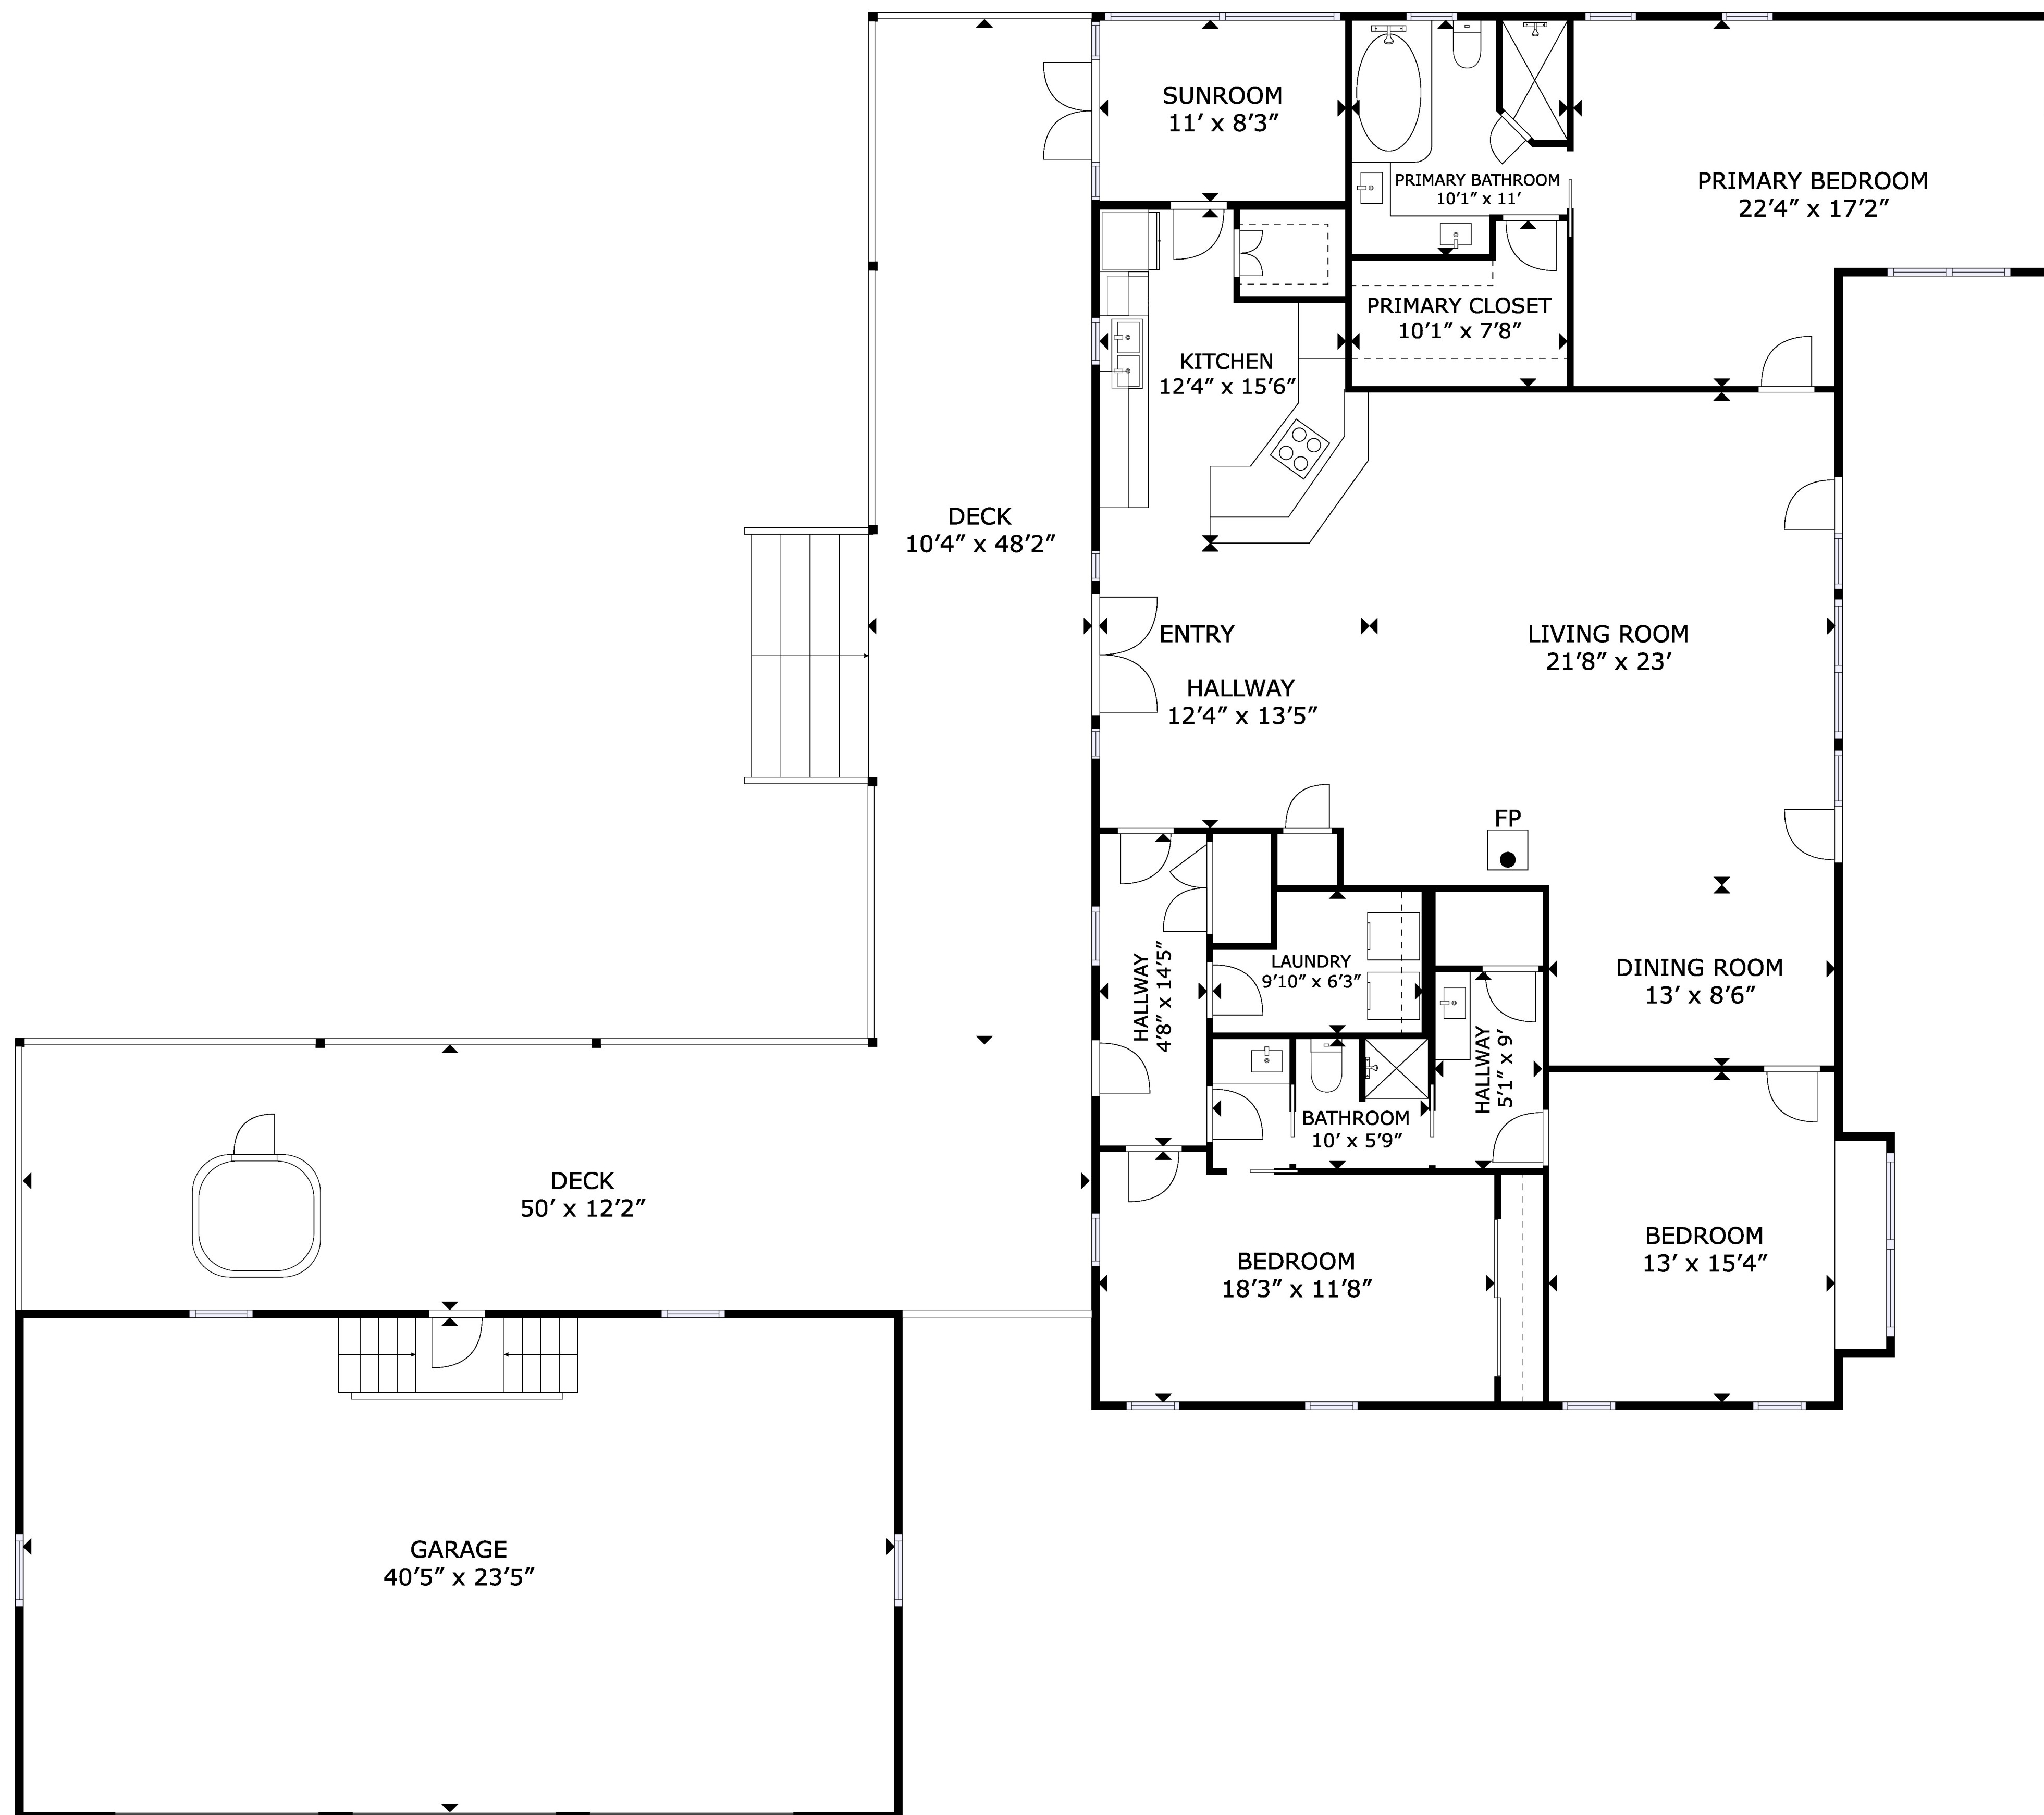 SUNROOM
11′ x 8′3″
PRIMARY BATHROOM
10′1″ x 11′
PRIMARY BEDROOM
22′4″ x 17′2″
PRIMARY CLOSET
10′1″ x 7′8″
KITCHEN
12′4″ x 15′6″
DECK
10′4″ x 48′2″
ENTRY
HALLWAY
12′4″ x 13′5″
LIVING ROOM
21′8″ x 23′
FP
HALLWAY
4′8″ x 14′5″
LAUNDRY
9′10″ x 6′3″
DINING ROOM
13′ x 8′6″
HALLWAY
5′1″ x 9′
BATHROOM
10′ x 5′9″
DECK
50′ x 12′2″
BEDROOM
18′3″ x 11′8″
BEDROOM
13′ x 15′4″
GARAGE
40′5″ x 23′5″